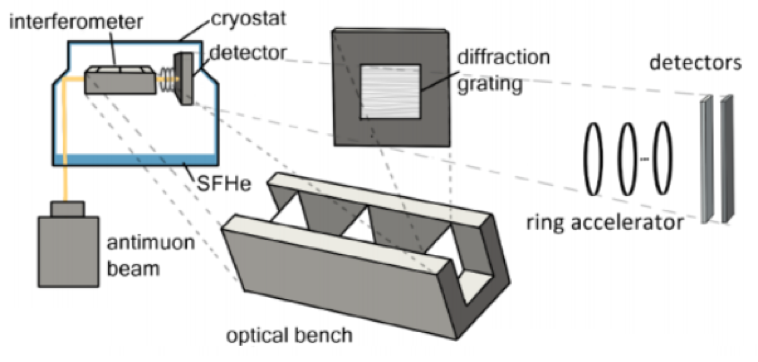 interferometer
cryostat
detector
diffraction
grating
detectors
SFHe
ring accelerator
antimuon
beam
optical bench